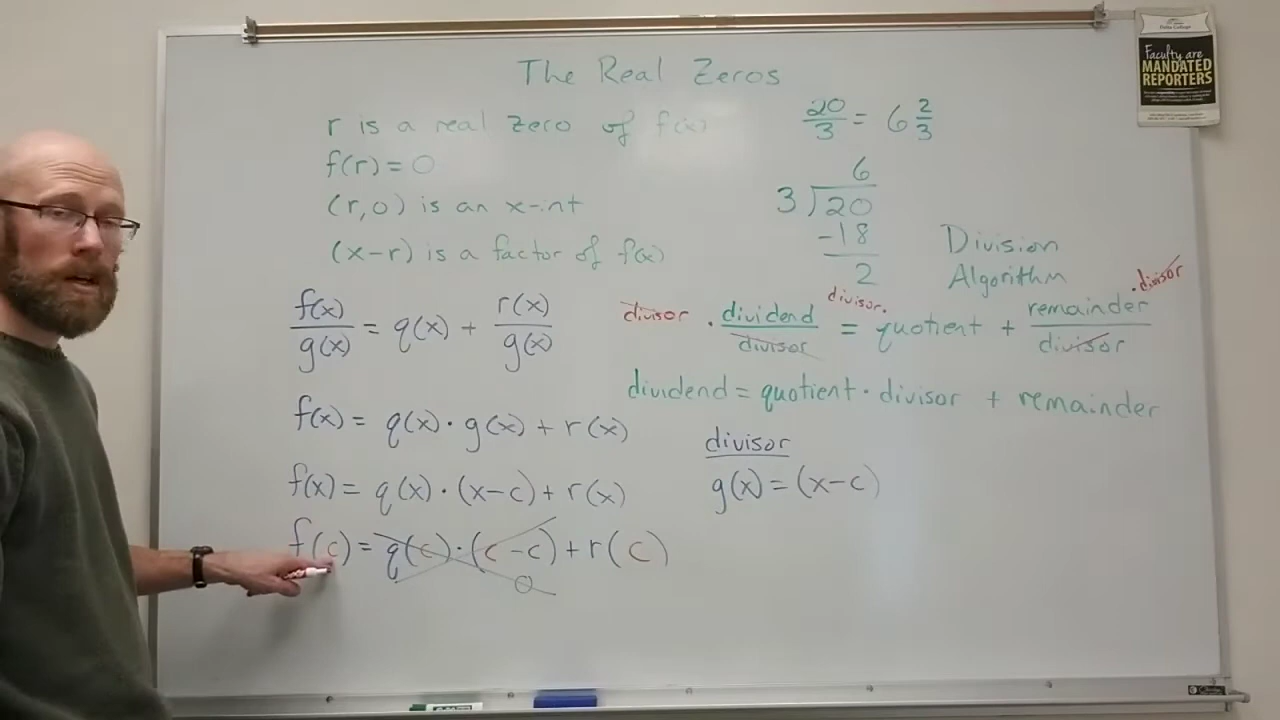 The Real Zeros
r is a real zero of f(x)
f(r) = 0
(r,0) is an x-int
(x-r) is a factor of f(x)
f(x)/g(x) = q(x) + r(x)/g(x)
f(x) = q(x) · g(x) + r(x)
f(x) = q(x) · (x-c) + r(x)
f(c) = q(c) · (c-c) + r(c)
0
20/3 = 6 2/3
6
3 20
-18
2
Division
Algorithm
divisor · dividend/divisor = divisor · quotient + remainder/divisor · divisor
dividend = quotient · divisor + remainder
divisor
g(x) = (x-c)
Faculty are
MANDATED
REPORTERS